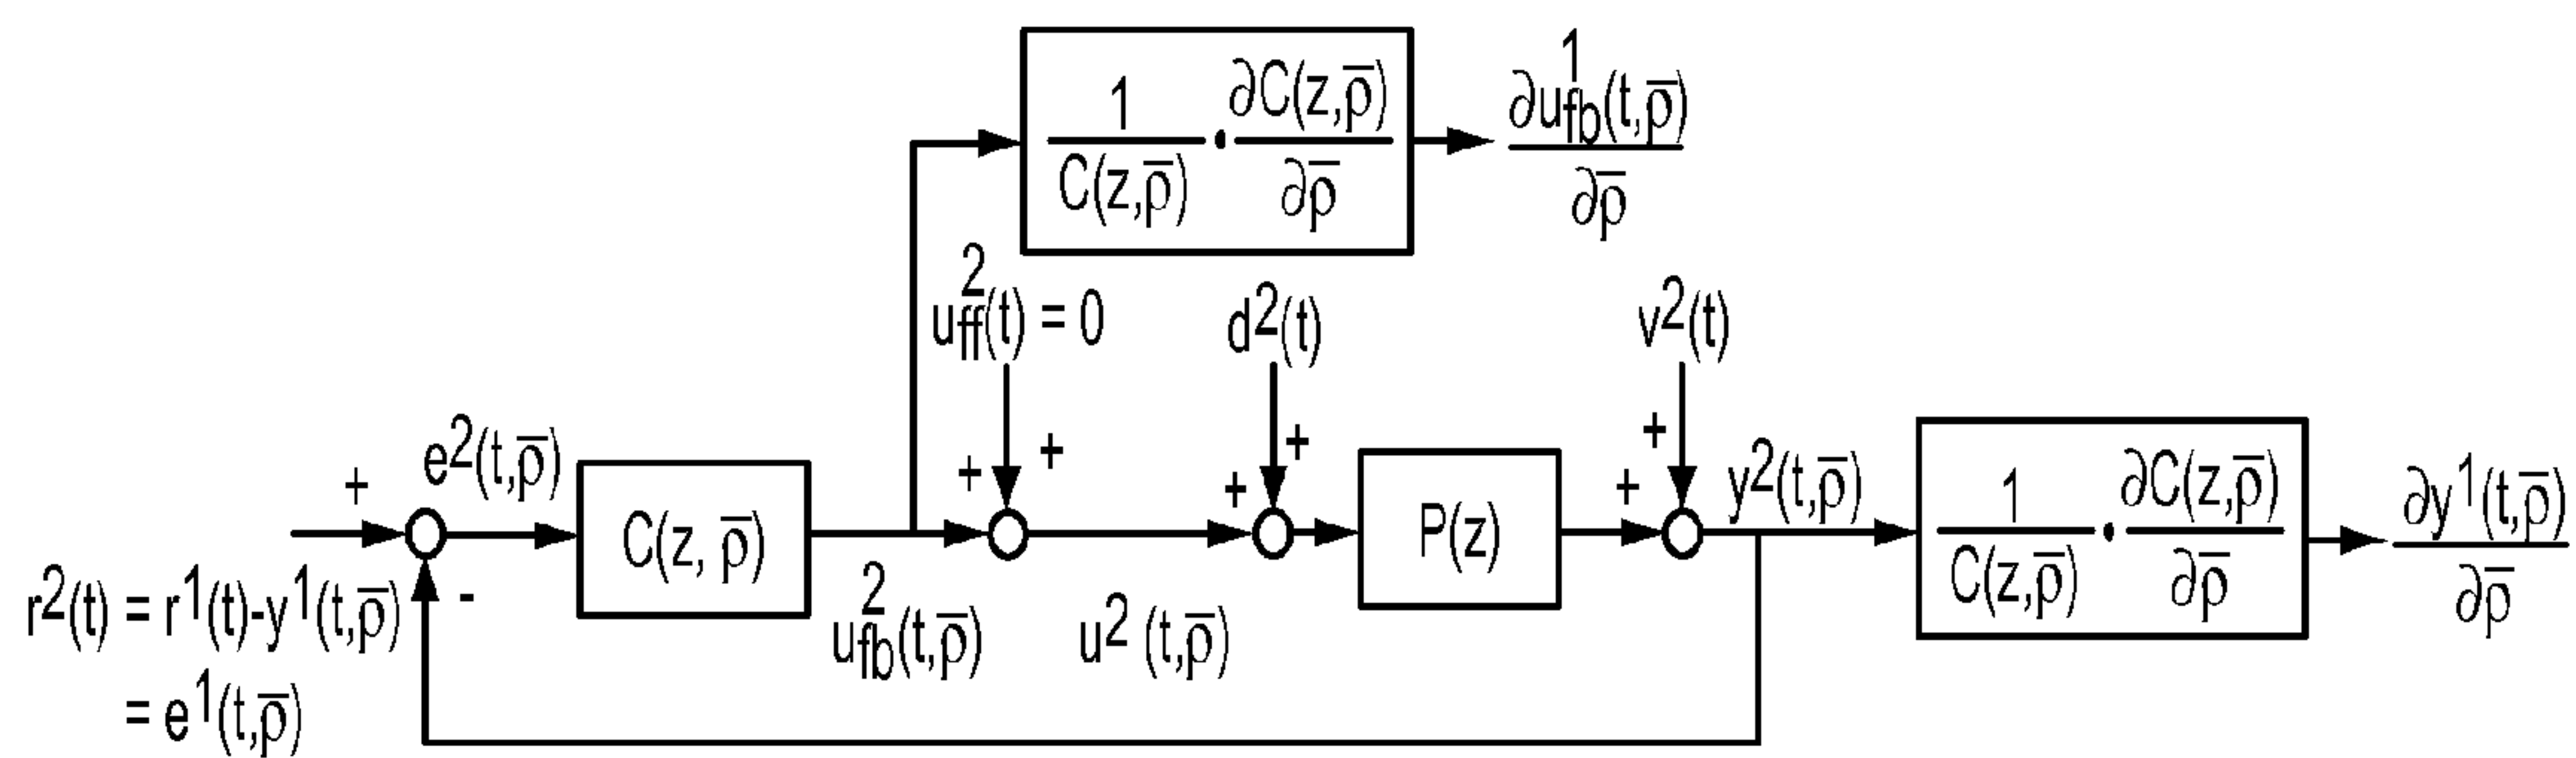 1
C(z,ρ̅)
·
∂C(z,ρ̅)
∂ρ̅
∂u¹fb(t,ρ̅)
∂ρ̅
u²ff(t) = 0
d²(t)
v²(t)
+
+
+
+
e²(t,ρ̅)
+
+
+
y²(t,ρ̅)
C(z, ρ̅)
P(z)
1
C(z,ρ̅)
·
∂C(z,ρ̅)
∂ρ̅
∂y¹(t,ρ̅)
∂ρ̅
-
r²(t) = r¹(t)-y¹(t,ρ̅)
= e¹(t,ρ̅)
u²fb(t,ρ̅)
u² (t,ρ̅)